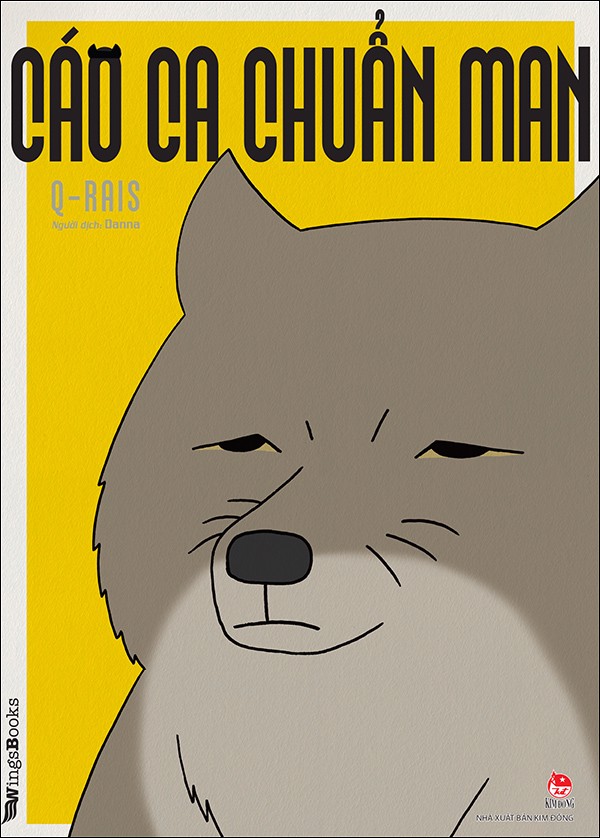 CÁO CA CHUẨN MAN
Q-RAIS
Người dịch: Danna
WingsBooks
KIM ĐỒNG
NHÀ XUẤT BẢN KIM ĐỒNG